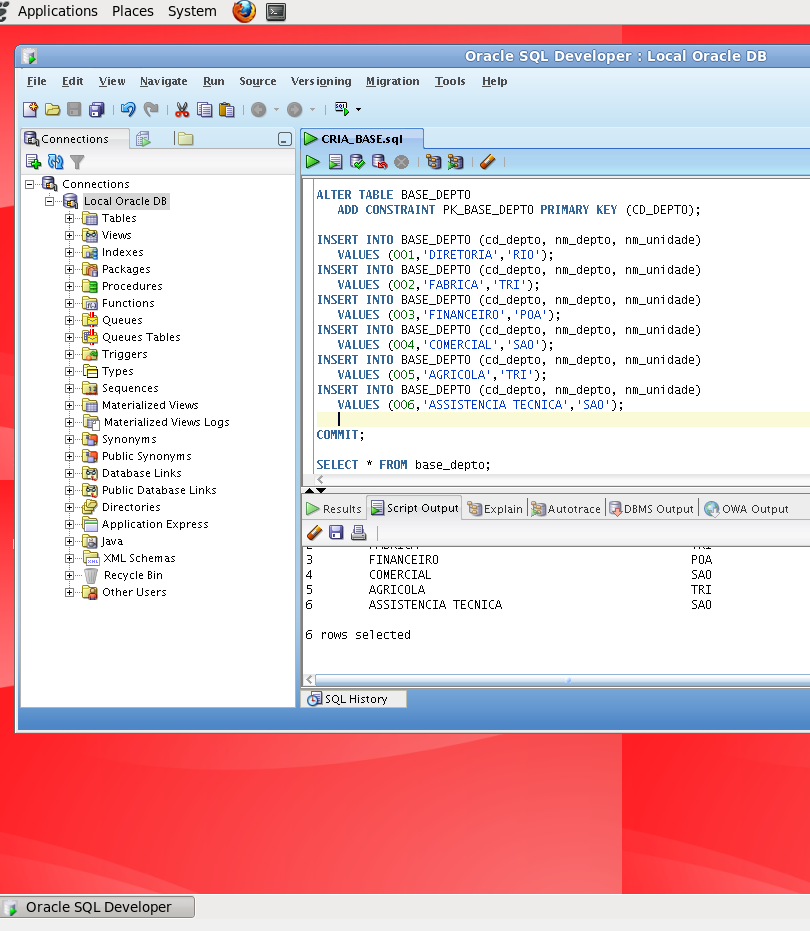 Applications Places System
Oracle SQL Developer : Local Oracle DB
File Edit View Navigate Run Source Versioning Migration Tools Help
Connections
CRIA_BASE.sql
Connections
Local Oracle DB
Tables
Views
Indexes
Packages
Procedures
Functions
Queues
Queues Tables
Triggers
Types
Sequences
Materialized Views
Materialized Views Logs
Synonyms
Public Synonyms
Database Links
Public Database Links
Directories
Application Express
Java
XML Schemas
Recycle Bin
Other Users
ALTER TABLE BASE_DEPTO
ADD CONSTRAINT PK_BASE_DEPTO PRIMARY KEY (CD_DEPTO);
INSERT INTO BASE_DEPTO (cd_depto, nm_depto, nm_unidade)
VALUES (001,'DIRETORIA','RIO');
INSERT INTO BASE_DEPTO (cd_depto, nm_depto, nm_unidade)
VALUES (002,'FABRICA','TRI');
INSERT INTO BASE_DEPTO (cd_depto, nm_depto, nm_unidade)
VALUES (003,'FINANCEIRO','POA');
INSERT INTO BASE_DEPTO (cd_depto, nm_depto, nm_unidade)
VALUES (004,'COMERCIAL','SAO');
INSERT INTO BASE_DEPTO (cd_depto, nm_depto, nm_unidade)
VALUES (005,'AGRICOLA','TRI');
INSERT INTO BASE_DEPTO (cd_depto, nm_depto, nm_unidade)
VALUES (006,'ASSISTENCIA TECNICA','SAO');
COMMIT;
SELECT * FROM base_depto;
Results Script Output Explain Autotrace DBMS Output OWA Output
2 FABRICA TRI
3 FINANCEIRO POA
4 COMERCIAL SAO
5 AGRICOLA TRI
6 ASSISTENCIA TECNICA SAO
6 rows selected
SQL History
Oracle SQL Developer